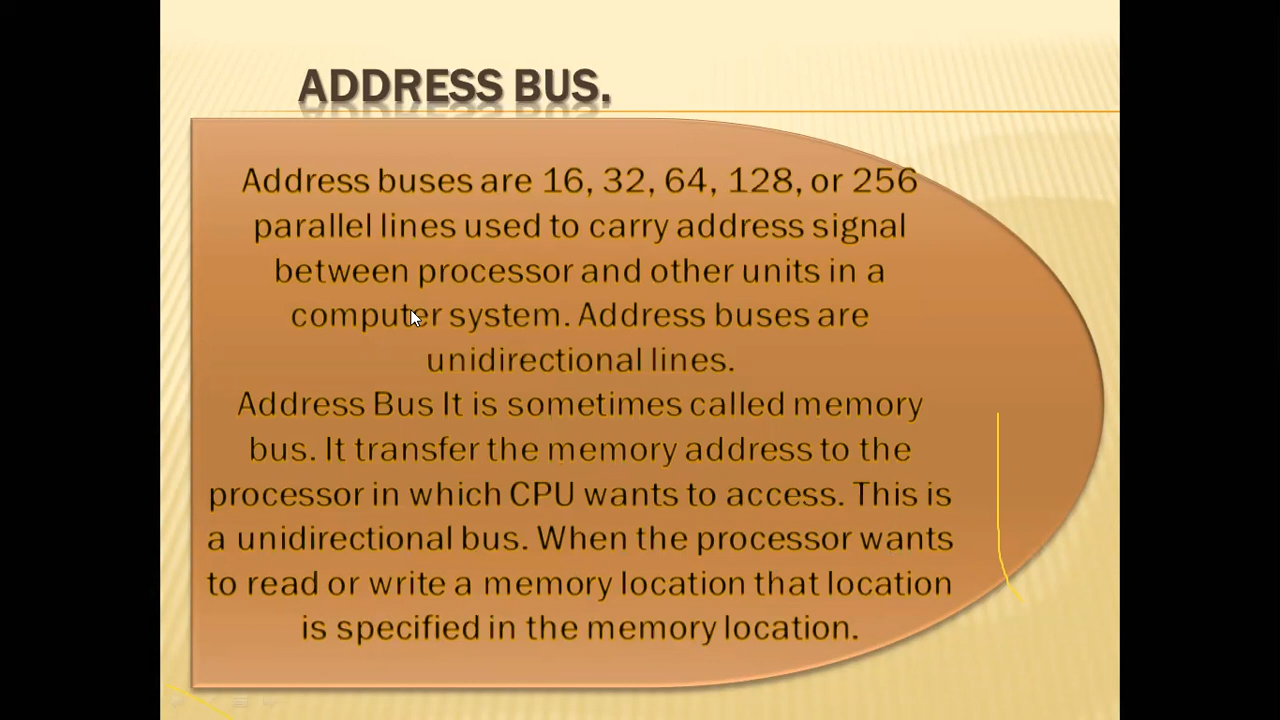 ADDRESS BUS.
Address buses are 16, 32, 64, 128, or 256
parallel lines used to carry address signal
between processor and other units in a
computer system. Address buses are
unidirectional lines.
Address Bus It is sometimes called memory
bus. It transfer the memory address to the
processor in which CPU wants to access. This is
a unidirectional bus. When the processor wants
to read or write a memory location that location
is specified in the memory location.